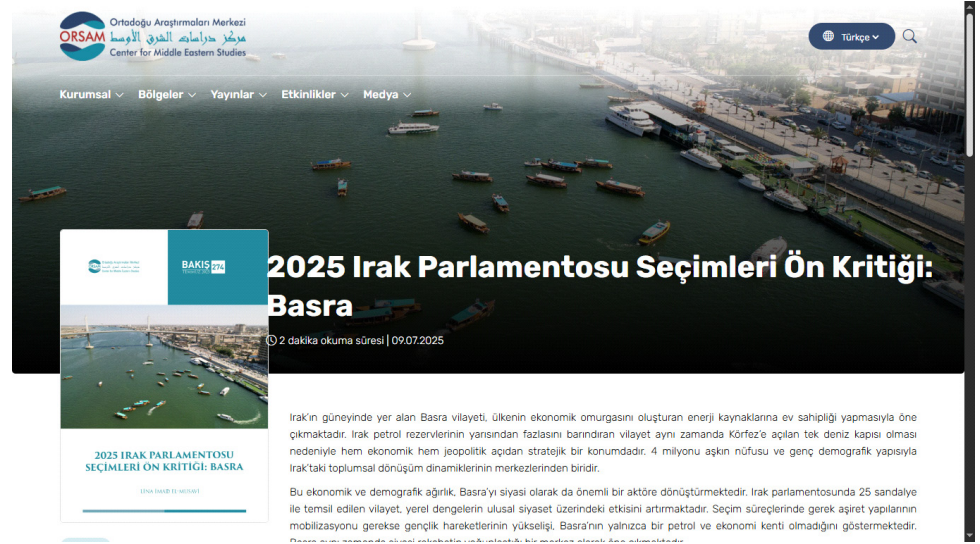 Ortadoğu Araştırmaları Merkezi
ORSAM مركز دراسات الشرق الأوسط
Center for Middle Eastern Studies
Türkçe
Kurumsal Bölgeler Yayınlar Etkinlikler Medya
BAKIŞ 274
2025 Irak Parlamentosu Seçimleri Ön Kritiği:
Basra
2 dakika okuma süresi | 09.07.2025
2025 IRAK PARLAMENTOSU
SEÇİMLERİ ÖN KRİTİĞİ: BASRA
Irak'ın güneyinde yer alan Basra vilayeti, ülkenin ekonomik omurgasını oluşturan enerji kaynaklarına ev sahipliği yapmasıyla öne
çıkmaktadır. Irak petrol rezervlerinin yarısından fazlasını barındıran vilayet aynı zamanda Körfez'e açılan tek deniz kapısı olması
nedeniyle hem ekonomik hem jeopolitik açıdan stratejik bir konumdadır. 4 milyonu aşkın nüfusu ve genç demografik yapısıyla
Irak'taki toplumsal dönüşüm dinamiklerinin merkezlerinden biridir.
Bu ekonomik ve demografik ağırlık, Basra'yı siyasi olarak da önemli bir aktöre dönüştürmektedir. Irak parlamentosunda 25 sandalye
ile temsil edilen vilayet, yerel dengelerin ulusal siyaset üzerindeki etkisini artırmaktadır. Seçim süreçlerinde gerek aşiret yapılarının
mobilizasyonu gerekse gençlik hareketlerinin yükselişi, Basra'nın yalnızca bir petrol ve ekonomi kenti olmadığını göstermektedir.